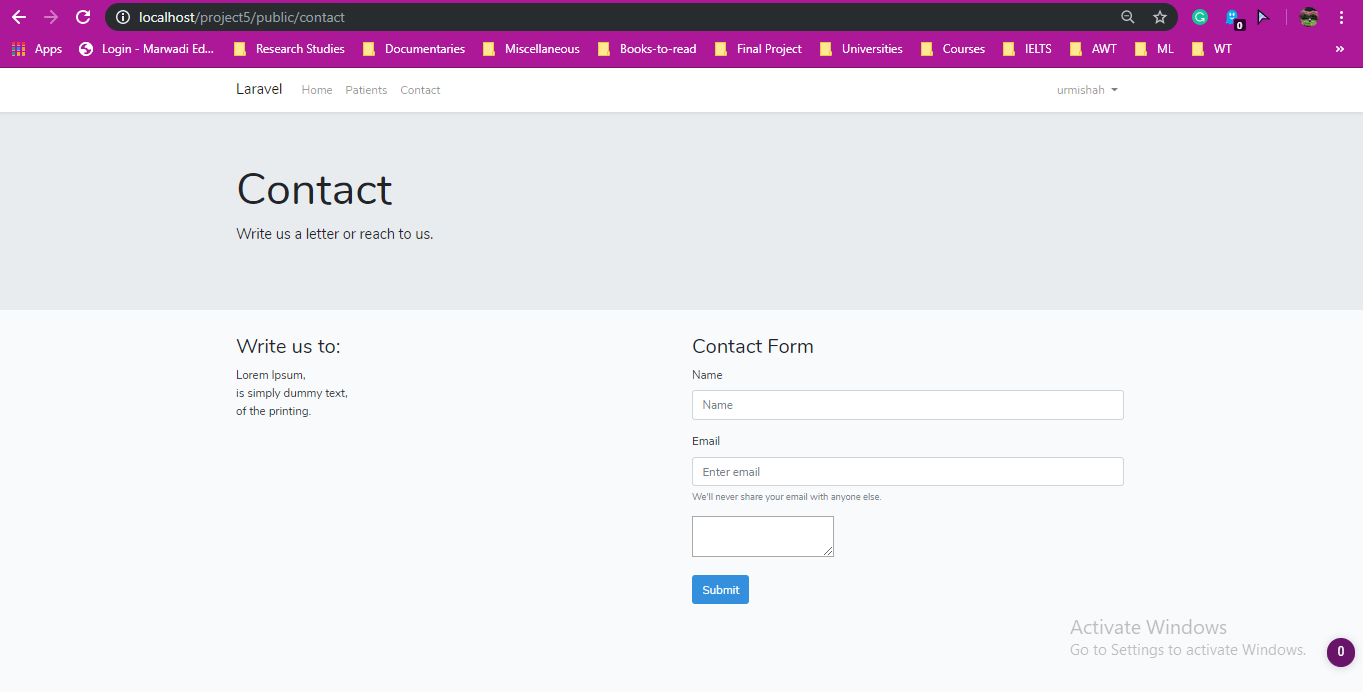 localhost/project5/public/contact
0
Apps Login - Marwadi Ed... Research Studies Documentaries Miscellaneous Books-to-read Final Project Universities Courses IELTS AWT ML WT »
Laravel Home Patients Contact urmishah
Contact
Write us a letter or reach to us.
Write us to:
Lorem Ipsum,
is simply dummy text,
of the printing.
Contact Form
Name
Name
Email
Enter email
We'll never share your email with anyone else.
Submit
Activate Windows
Go to Settings to activate Windows.
0